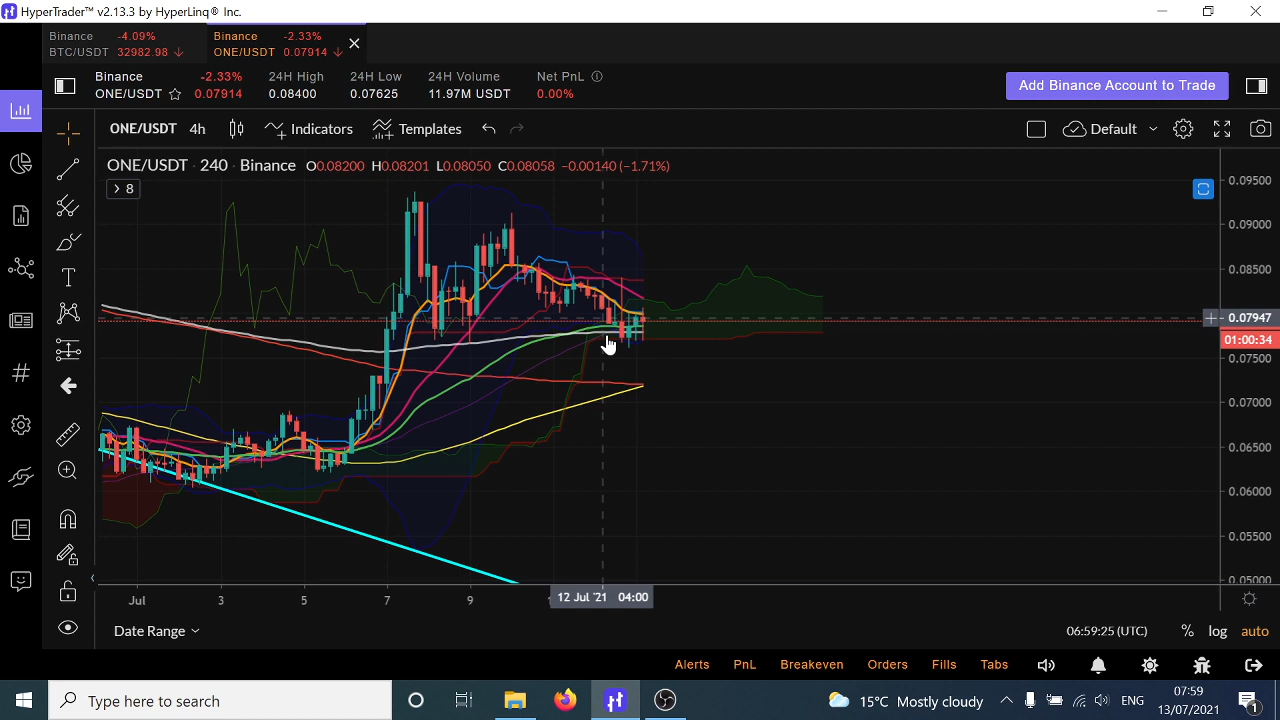 HyperTrader™ v2.13.3 by HyperLinq® Inc.
Binance -4.09%
BTC/USDT 32982.98
Binance -2.33%
ONE/USDT 0.07914
Binance -2.33% 24H High 24H Low 24H Volume Net PnL
ONE/USDT 0.07914 0.08400 0.07625 11.97M USDT 0.00%
Add Binance Account to Trade
ONE/USDT 4h Indicators Templates Default
ONE/USDT · 240 · Binance O0.08200 H0.08201 L0.08050 C0.08058 −0.00140 (−1.71%)
8
0.09500
0.09000
0.08500
0.07947
01:00:34
0.07500
0.07000
0.06500
0.06000
0.05500
0.05000
Jul 3 5 7 9 12 Jul '21 04:00
Date Range 06:59:25 (UTC) % log auto
Alerts PnL Breakeven Orders Fills Tabs
Type here to search
15°C Mostly cloudy ENG
07:59
13/07/2021
1